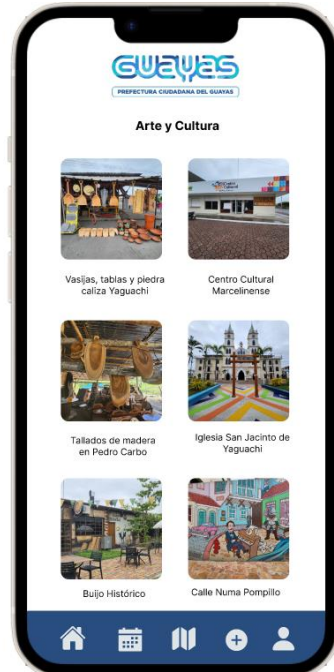 GUAYAS
PREFECTURA CIUDADANA DEL GUAYAS
Arte y Cultura
Vasijas, tablas y piedra
caliza Yaguachi
Centro Cultural
Marcelinense
Tallados de madera
en Pedro Carbo
Iglesia San Jacinto de
Yaguachi
Buijo Histórico
Calle Numa Pompillo